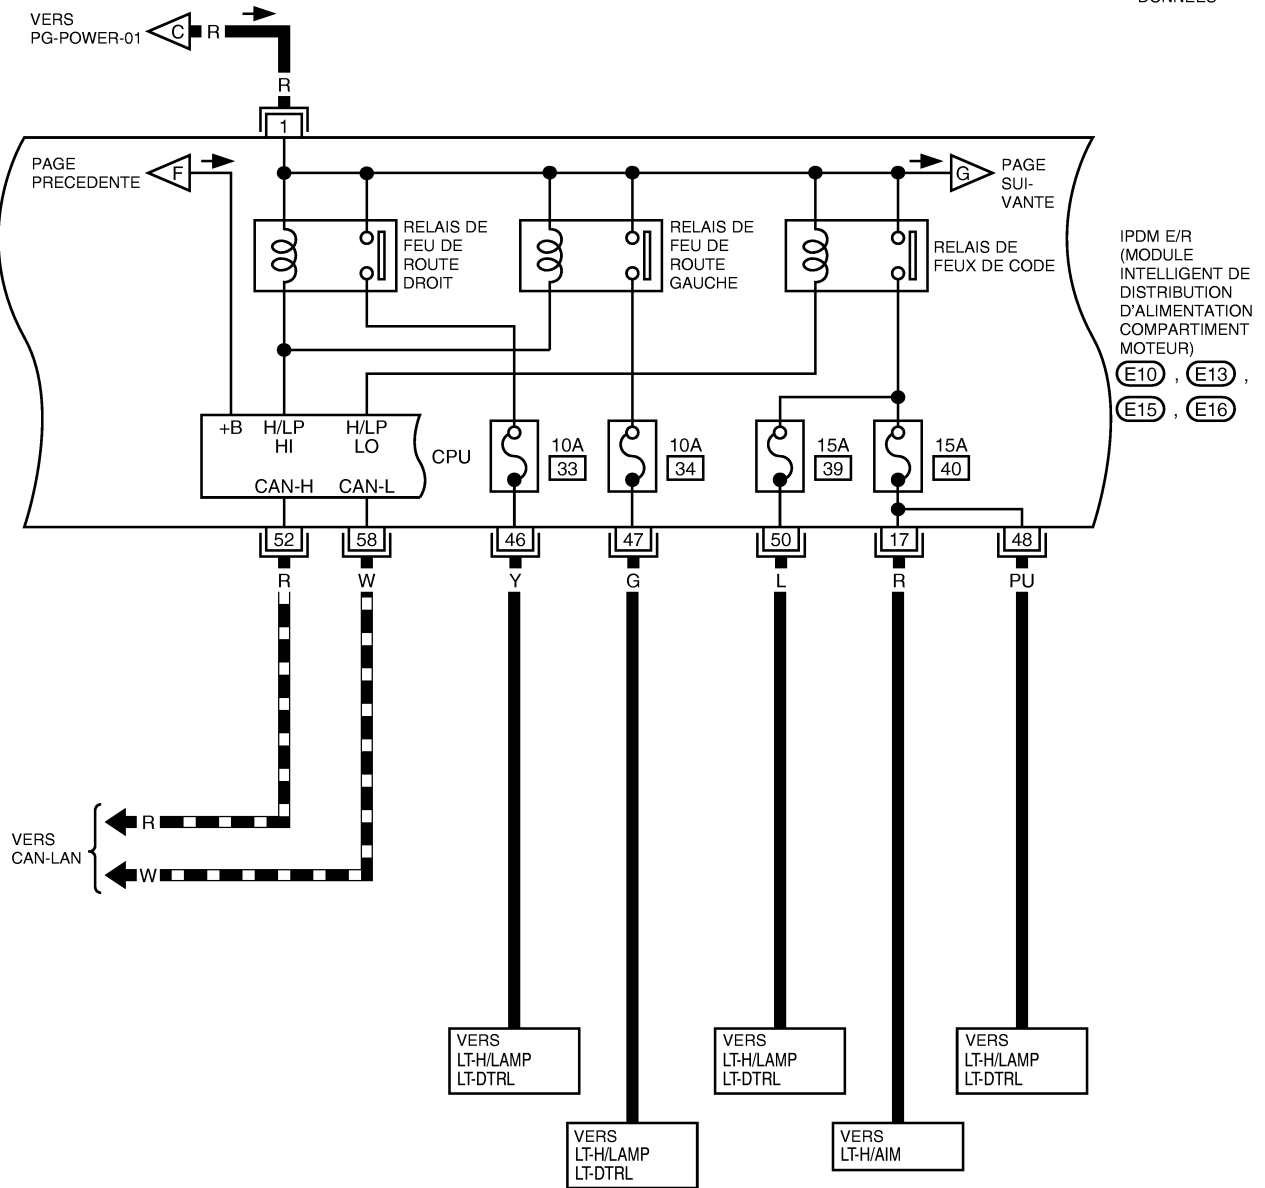 DONNEES
VERS
PG-POWER-01
C
R
R
1
PAGE
PRECEDENTE
F
G
PAGE
SUI-
VANTE
RELAIS DE
FEU DE
ROUTE
DROIT
RELAIS DE
FEU DE
ROUTE
GAUCHE
RELAIS DE
FEUX DE CODE
IPDM E/R
(MODULE
INTELLIGENT DE
DISTRIBUTION
D'ALIMENTATION
COMPARTIMENT
MOTEUR)
E10 , E13 ,
E15 , E16
+B
H/LP
HI
H/LP
LO
CPU
CAN-H
CAN-L
10A
33
10A
34
15A
39
15A
40
52
58
46
47
50
17
48
R
W
Y
G
L
R
PU
VERS
CAN-LAN
R
W
VERS
LT-H/LAMP
LT-DTRL
VERS
LT-H/LAMP
LT-DTRL
VERS
LT-H/LAMP
LT-DTRL
VERS
LT-H/AIM
VERS
LT-H/LAMP
LT-DTRL